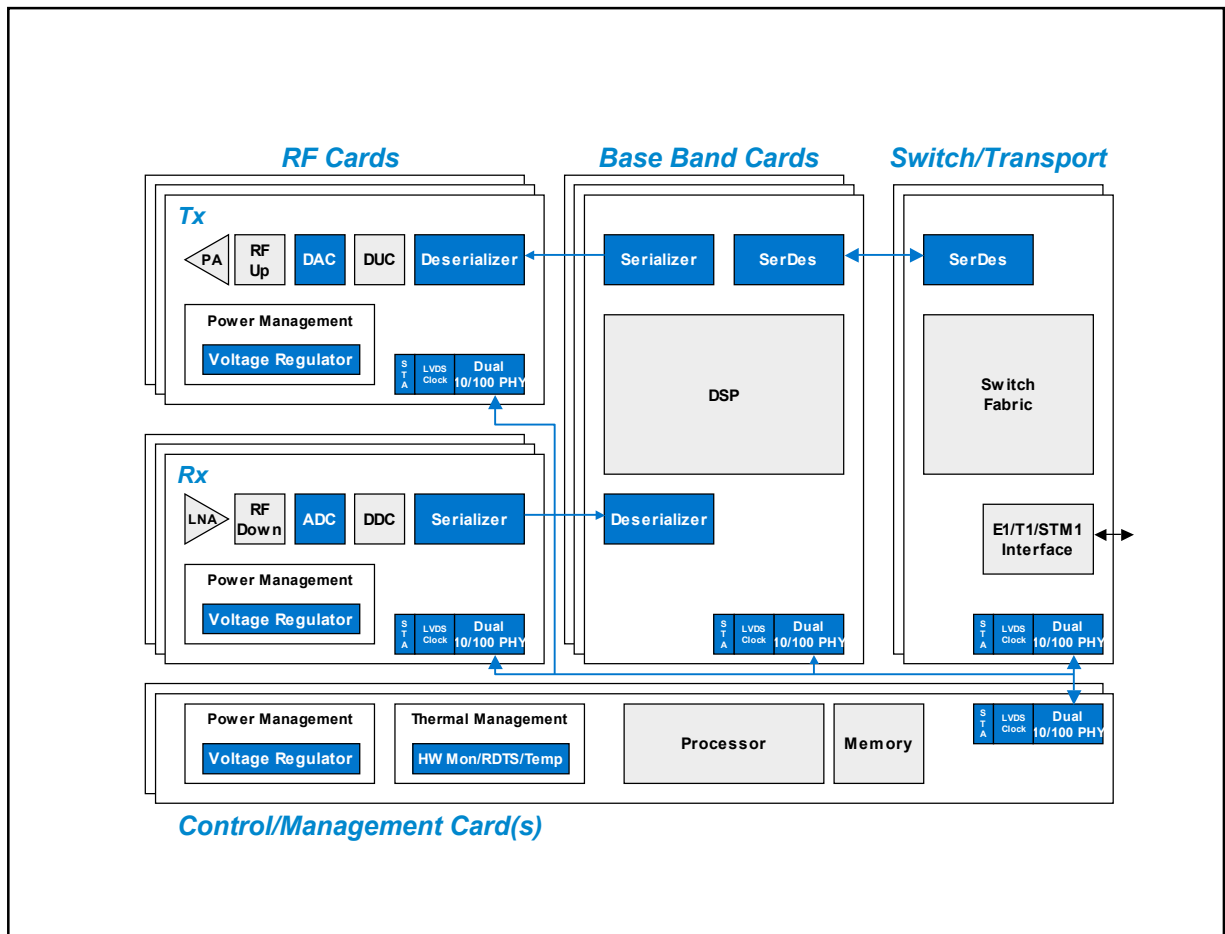 RF Cards
Base Band Cards
Switch/Transport
Tx
PA
RF
Up
DAC
DUC
Deserializer
Serializer
SerDes
SerDes
Power Management
Voltage Regulator
S
T
A
LVDS
Clock
Dual
10/100 PHY
DSP
Switch
Fabric
Rx
LNA
RF
Down
ADC
DDC
Serializer
Deserializer
E1/T1/STM1
Interface
Power Management
Voltage Regulator
S
T
A
LVDS
Clock
Dual
10/100 PHY
S
T
A
LVDS
Clock
Dual
10/100 PHY
S
T
A
LVDS
Clock
Dual
10/100 PHY
Power Management
Voltage Regulator
Thermal Management
HW Mon/RDTS/Temp
Processor
Memory
S
T
A
LVDS
Clock
Dual
10/100 PHY
Control/Management Card(s)